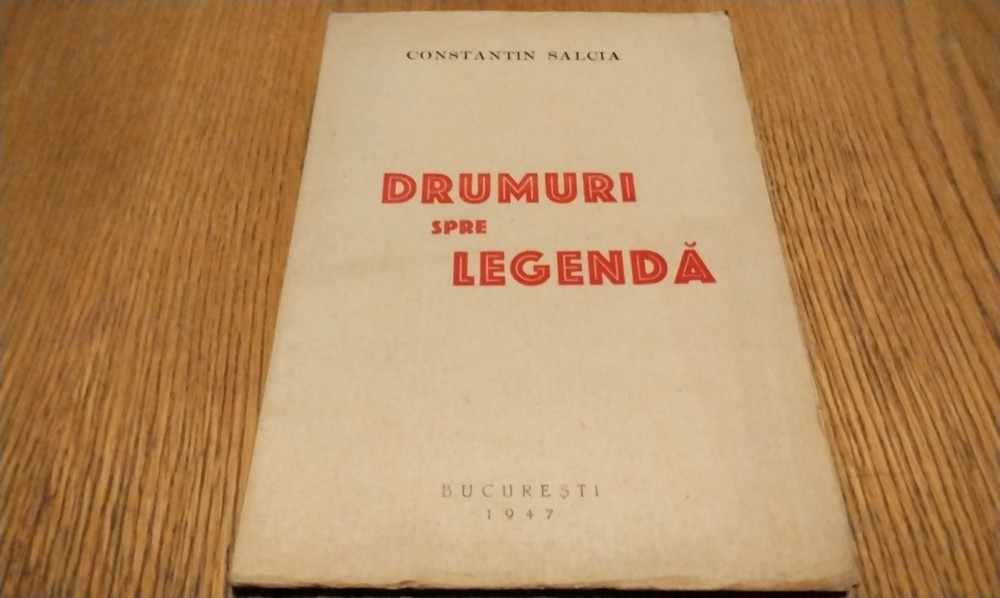 CONSTANTIN SALCIA
DRUMURI
SPRE
LEGENDĂ
BUCUREȘTI
1947